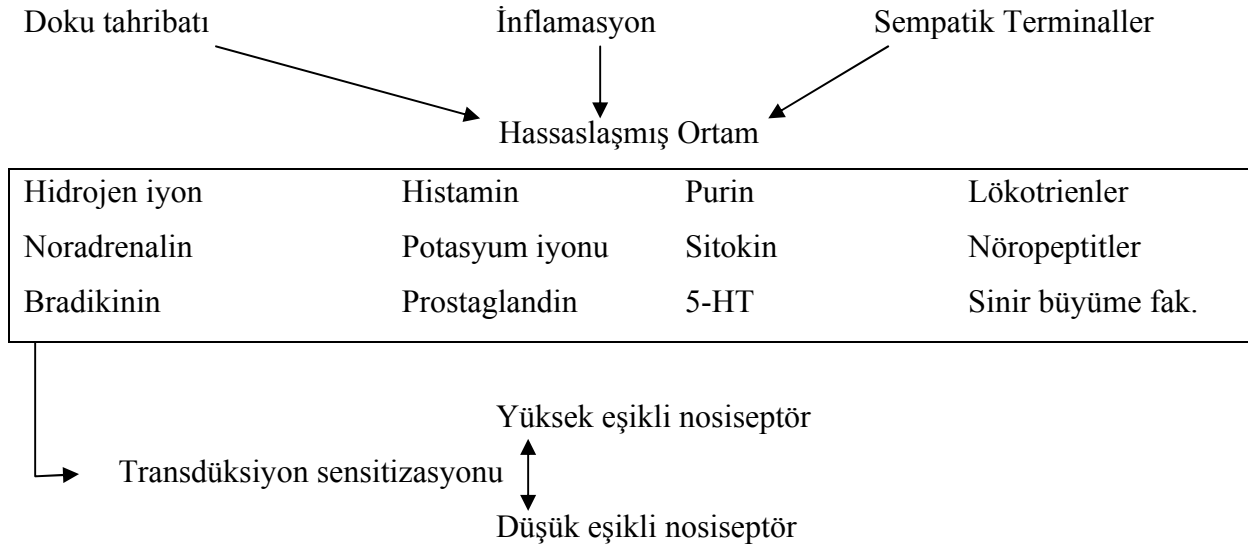 Doku tahribatı İnflamasyon Sempatik Terminaller
Hassaslaşmış Ortam
Hidrojen iyon Histamin Purin Lökotrienler
Noradrenalin Potasyum iyonu Sitokin Nöropeptitler
Bradikinin Prostaglandin 5-HT Sinir büyüme fak.
Yüksek eşikli nosiseptör
Transdüksiyon sensitizasyonu
Düşük eşikli nosiseptör